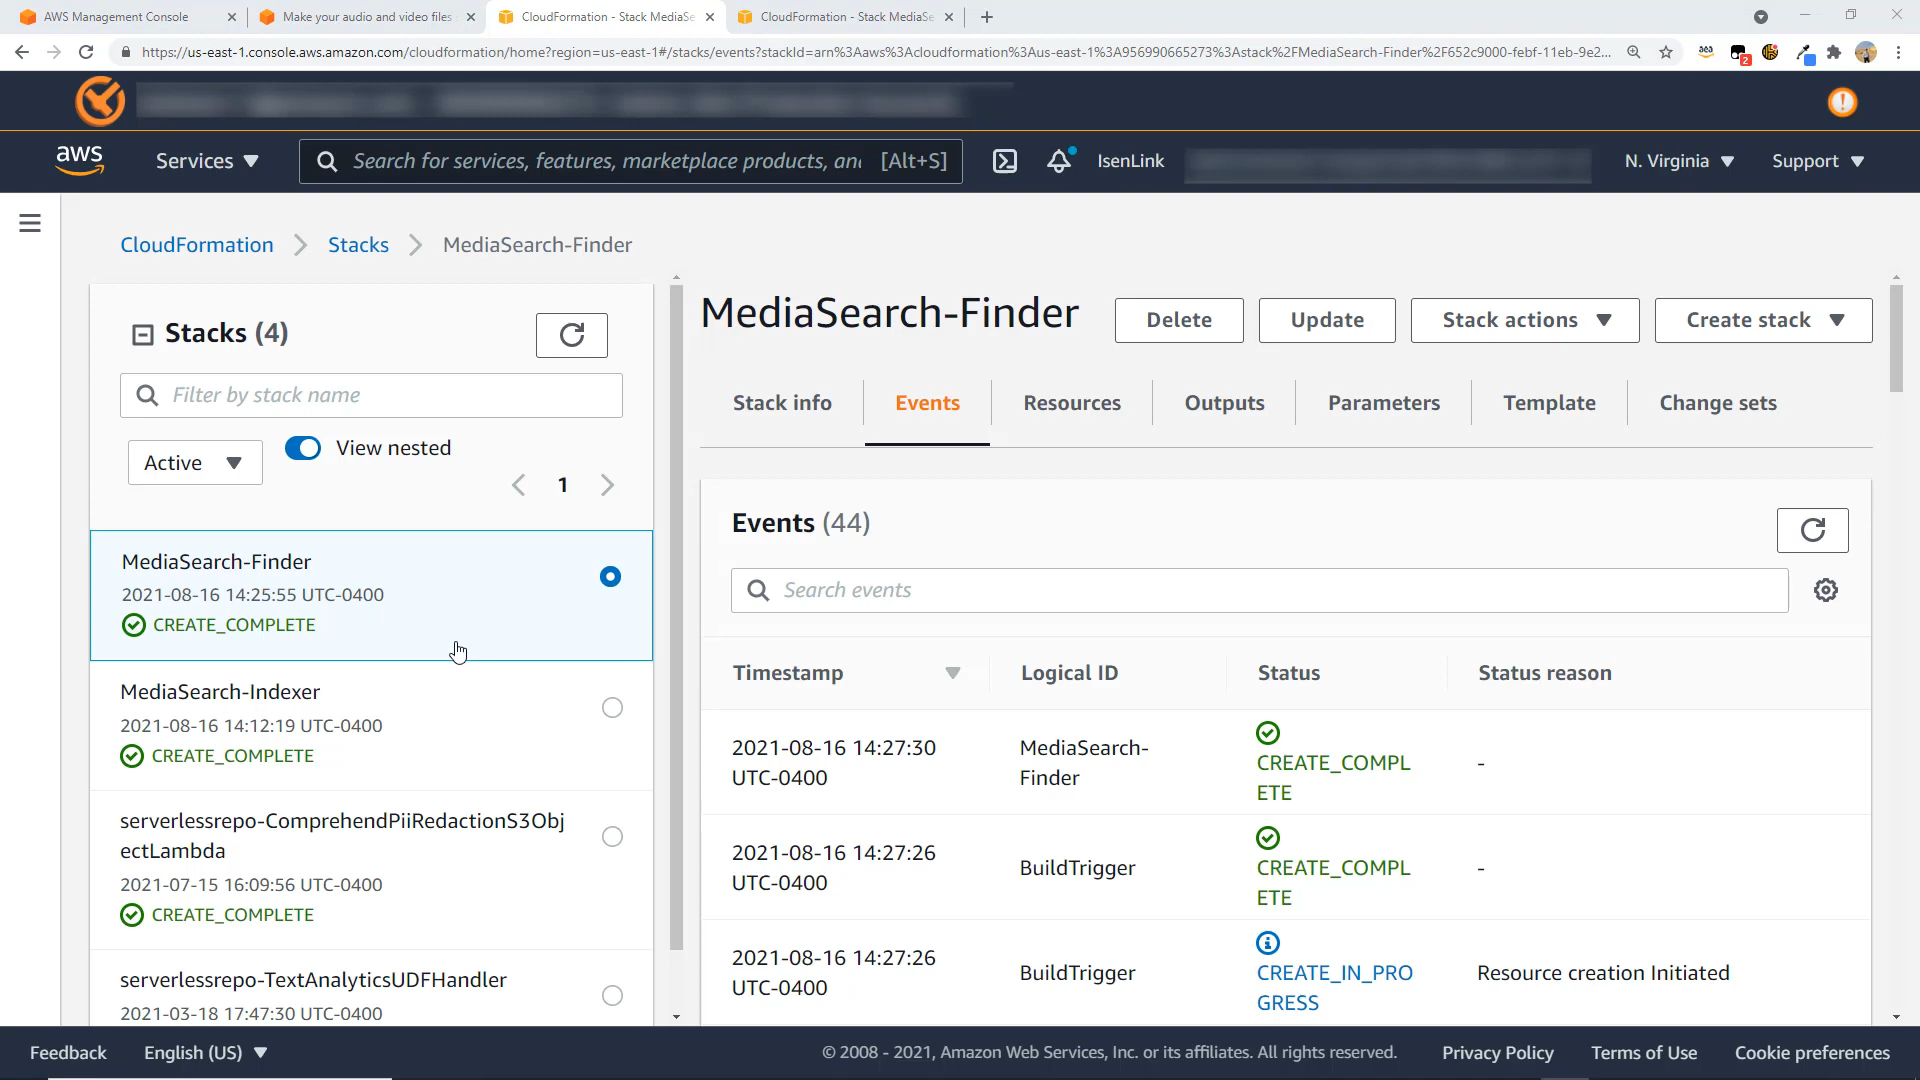 AWS Management Console
Make your audio and video files
CloudFormation - Stack MediaSe
CloudFormation - Stack MediaSe
https://us-east-1.console.aws.amazon.com/cloudformation/home?region=us-east-1#/stacks/events?stackId=arn%3Aaws%3Acloudformation%3Aus-east-1%3A956990665273%3Astack%2FMediaSearch-Finder%2F652c9000-febf-11eb-9e2...
2
aws
Services
Search for services, features, marketplace products, an
[Alt+S]
IsenLink
N. Virginia
Support
CloudFormation
Stacks
MediaSearch-Finder
Stacks (4)
Filter by stack name
Active
View nested
1
MediaSearch-Finder
2021-08-16 14:25:55 UTC-0400
CREATE_COMPLETE
MediaSearch-Indexer
2021-08-16 14:12:19 UTC-0400
CREATE_COMPLETE
serverlessrepo-ComprehendPiiRedactionS3Obj
ectLambda
2021-07-15 16:09:56 UTC-0400
CREATE_COMPLETE
serverlessrepo-TextAnalyticsUDFHandler
2021-03-18 17:47:30 UTC-0400
MediaSearch-Finder
Delete
Update
Stack actions
Create stack
Stack info
Events
Resources
Outputs
Parameters
Template
Change sets
Events (44)
Search events
Timestamp
Logical ID
Status
Status reason
2021-08-16 14:27:30
UTC-0400
MediaSearch-
Finder
CREATE_COMPL
ETE
-
2021-08-16 14:27:26
UTC-0400
BuildTrigger
CREATE_COMPL
ETE
-
2021-08-16 14:27:26
UTC-0400
BuildTrigger
CREATE_IN_PRO
GRESS
Resource creation Initiated
Feedback
English (US)
© 2008 - 2021, Amazon Web Services, Inc. or its affiliates. All rights reserved.
Privacy Policy
Terms of Use
Cookie preferences